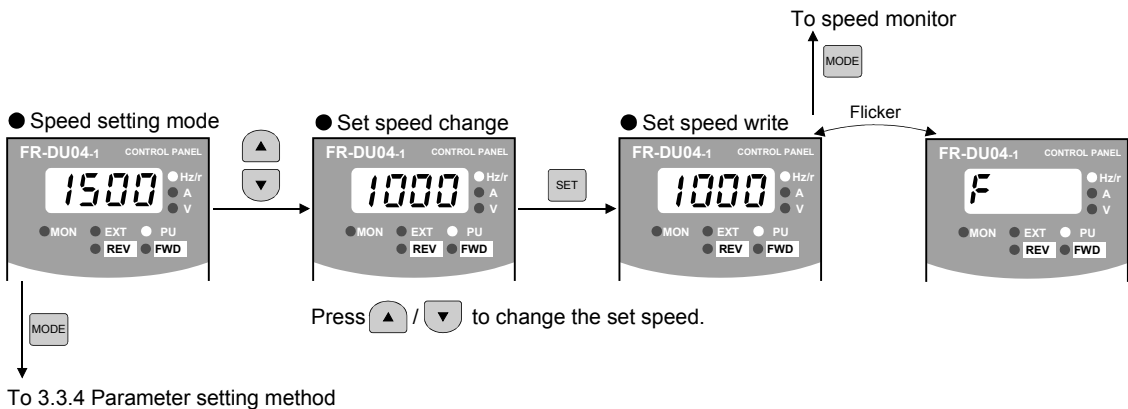 To speed monitor
MODE
Flicker
● Speed setting mode
FR-DU04-1 CONTROL PANEL
1500
Hz/r
A
V
MON EXT PU
REV FWD
▲
▼
● Set speed change
FR-DU04-1 CONTROL PANEL
1000
Hz/r
A
V
MON EXT PU
REV FWD
SET
● Set speed write
FR-DU04-1 CONTROL PANEL
1000
Hz/r
A
V
MON EXT PU
REV FWD
FR-DU04-1 CONTROL PANEL
F
Hz/r
A
V
MON EXT PU
REV FWD
Press ▲ / ▼ to change the set speed.
MODE
To 3.3.4 Parameter setting method